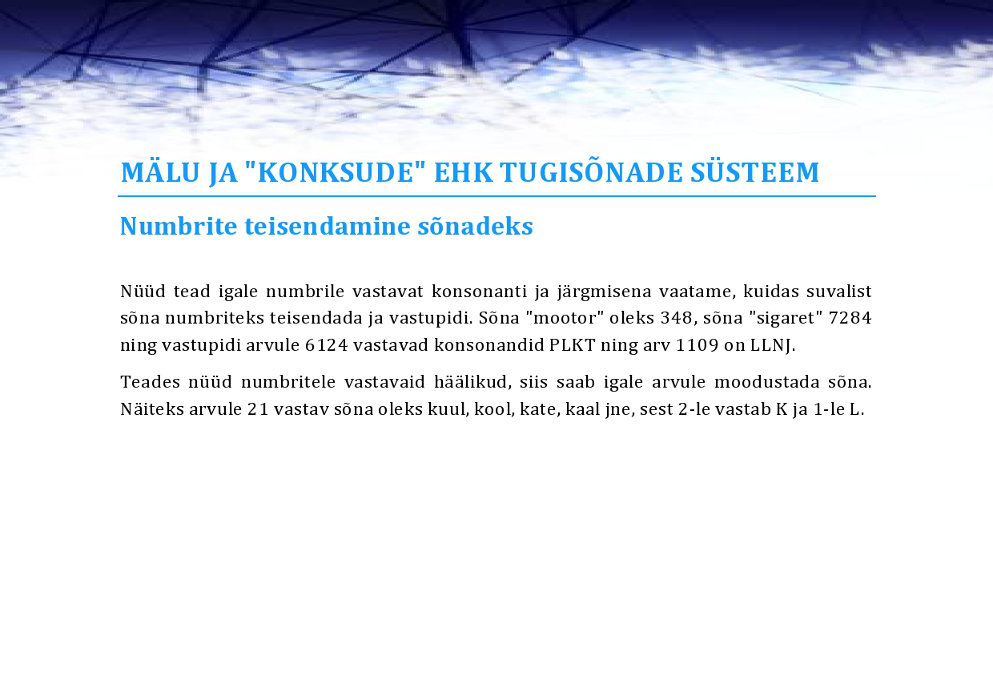 MÄLU JA "KONKSUDE" EHK TUGISÕNADE SÜSTEEM
Numbrite teisendamine sõnadeks
Nüüd tead igale numbrile vastavat konsonanti ja järgmisena vaatame, kuidas suvalist
sõna numbriteks teisendada ja vastupidi. Sõna "mootor" oleks 348, sõna "sigaret" 7284
ning vastupidi arvule 6124 vastavad konsonandid PLKT ning arv 1109 on LLNJ.
Teades nüüd numbritele vastavaid häälikud, siis saab igale arvule moodustada sõna.
Näiteks arvule 21 vastav sõna oleks kuul, kool, kate, kaal jne, sest 2-le vastab K ja 1-le L.